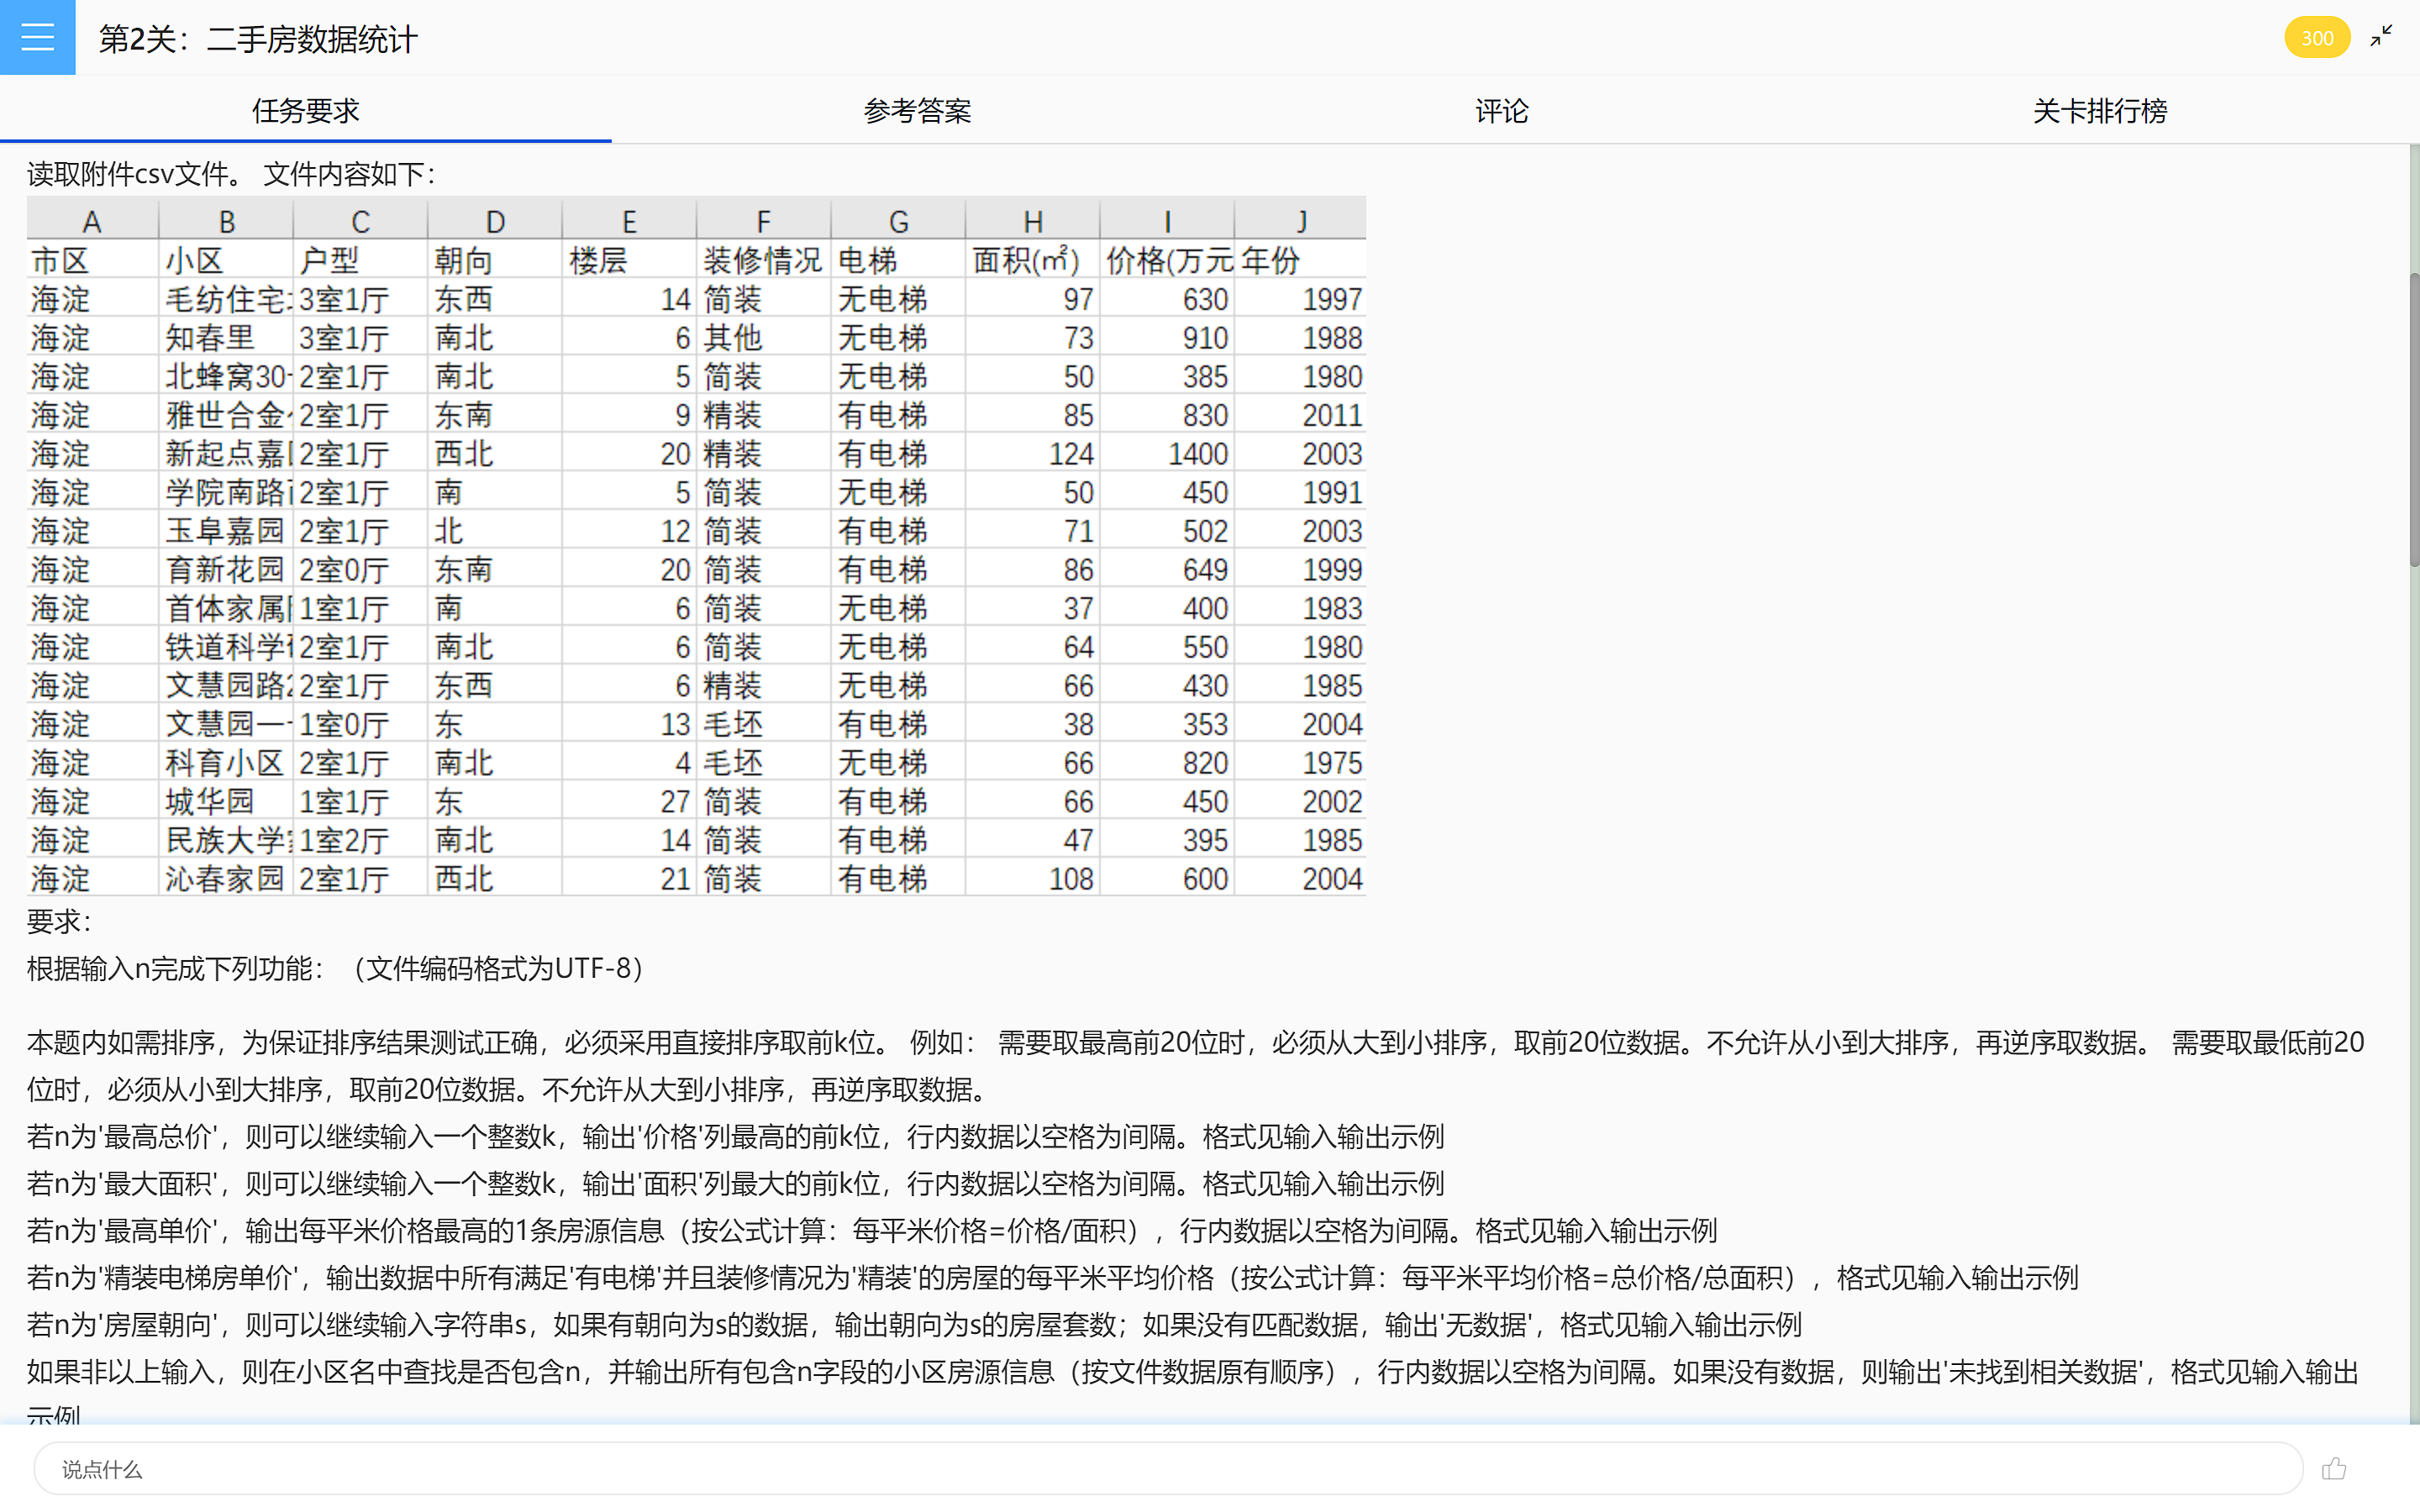 第2关：二手房数据统计
300
任务要求 参考答案 评论 关卡排行榜
读取附件csv文件。 文件内容如下：
A B C D E F G H I J
市区 小区 户型 朝向 楼层 装修情况 电梯 面积(㎡) 价格(万元 年份
海淀 毛纺住宅 3室1厅 东西 14 简装 无电梯 97 630 1997
海淀 知春里 3室1厅 南北 6 其他 无电梯 73 910 1988
海淀 北蜂窝30 2室1厅 南北 5 简装 无电梯 50 385 1980
海淀 雅世合金 2室1厅 东南 9 精装 有电梯 85 830 2011
海淀 新起点嘉 2室1厅 西北 20 精装 有电梯 124 1400 2003
海淀 学院南路 2室1厅 南 5 简装 无电梯 50 450 1991
海淀 玉阜嘉园 2室1厅 北 12 简装 有电梯 71 502 2003
海淀 育新花园 2室0厅 东南 20 简装 有电梯 86 649 1999
海淀 首体家属 1室1厅 南 6 简装 无电梯 37 400 1983
海淀 铁道科学 2室1厅 南北 6 简装 无电梯 64 550 1980
海淀 文慧园路 2室1厅 东西 6 精装 无电梯 66 430 1985
海淀 文慧园一 1室0厅 东 13 毛坯 有电梯 38 353 2004
海淀 科育小区 2室1厅 南北 4 毛坯 无电梯 66 820 1975
海淀 城华园 1室1厅 东 27 简装 有电梯 66 450 2002
海淀 民族大学 1室2厅 南北 14 简装 有电梯 47 395 1985
海淀 沁春家园 2室1厅 西北 21 简装 有电梯 108 600 2004
要求：
根据输入n完成下列功能：（文件编码格式为UTF-8）
本题内如需排序，为保证排序结果测试正确，必须采用直接排序取前k位。 例如： 需要取最高前20位时，必须从大到小排序，取前20位数据。不允许从小到大排序，再逆序取数据。 需要取最低前20
位时，必须从小到大排序，取前20位数据。不允许从大到小排序，再逆序取数据。
若n为'最高总价'，则可以继续输入一个整数k，输出'价格'列最高的前k位，行内数据以空格为间隔。格式见输入输出示例
若n为'最大面积'，则可以继续输入一个整数k，输出'面积'列最大的前k位，行内数据以空格为间隔。格式见输入输出示例
若n为'最高单价'，输出每平米价格最高的1条房源信息（按公式计算：每平米价格=价格/面积），行内数据以空格为间隔。格式见输入输出示例
若n为'精装电梯房单价'，输出数据中所有满足'有电梯'并且装修情况为'精装'的房屋的每平米平均价格（按公式计算：每平米平均价格=总价格/总面积），格式见输入输出示例
若n为'房屋朝向'，则可以继续输入字符串s，如果有朝向为s的数据，输出朝向为s的房屋套数；如果没有匹配数据，输出'无数据'，格式见输入输出示例
如果非以上输入，则在小区名中查找是否包含n，并输出所有包含n字段的小区房源信息（按文件数据原有顺序），行内数据以空格为间隔。如果没有数据，则输出'未找到相关数据'，格式见输入输出
示例
说点什么